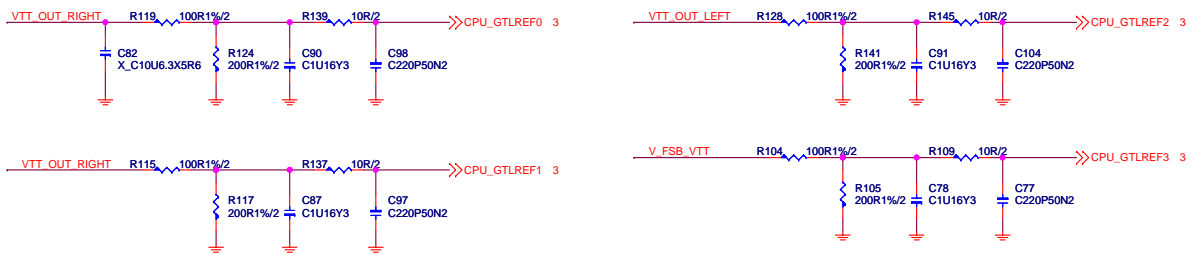 VTT_OUT_RIGHT R119 100R1%/2 R139 10R/2 CPU_GTLREF0 3
C82
X_C10U6.3X5R6
R124
200R1%/2
C90
C1U16Y3
C98
C220P50N2
VTT_OUT_LEFT R128 100R1%/2 R145 10R/2 CPU_GTLREF2 3
R141
200R1%/2
C91
C1U16Y3
C104
C220P50N2
VTT_OUT_RIGHT R115 100R1%/2 R137 10R/2 CPU_GTLREF1 3
R117
200R1%/2
C87
C1U16Y3
C97
C220P50N2
V_FSB_VTT R104 100R1%/2 R109 10R/2 CPU_GTLREF3 3
R105
200R1%/2
C78
C1U16Y3
C77
C220P50N2